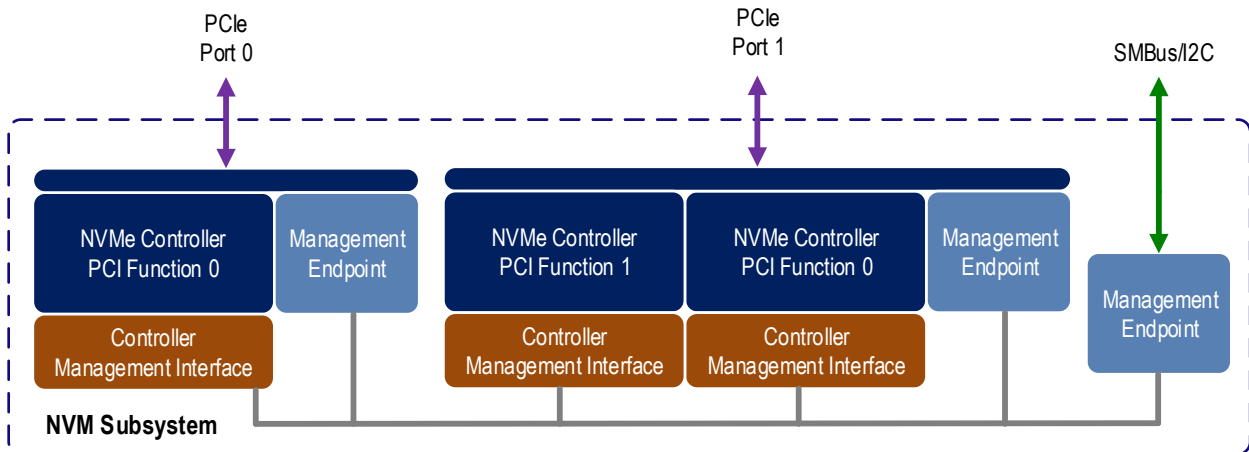 PCIe
Port 0
PCIe
Port 1
SMBus/I2C
NVMe Controller
PCI Function 0
Management
Endpoint
NVMe Controller
PCI Function 1
NVMe Controller
PCI Function 0
Management
Endpoint
Management
Endpoint
Controller
Management Interface
Controller
Management Interface
Controller
Management Interface
NVM Subsystem